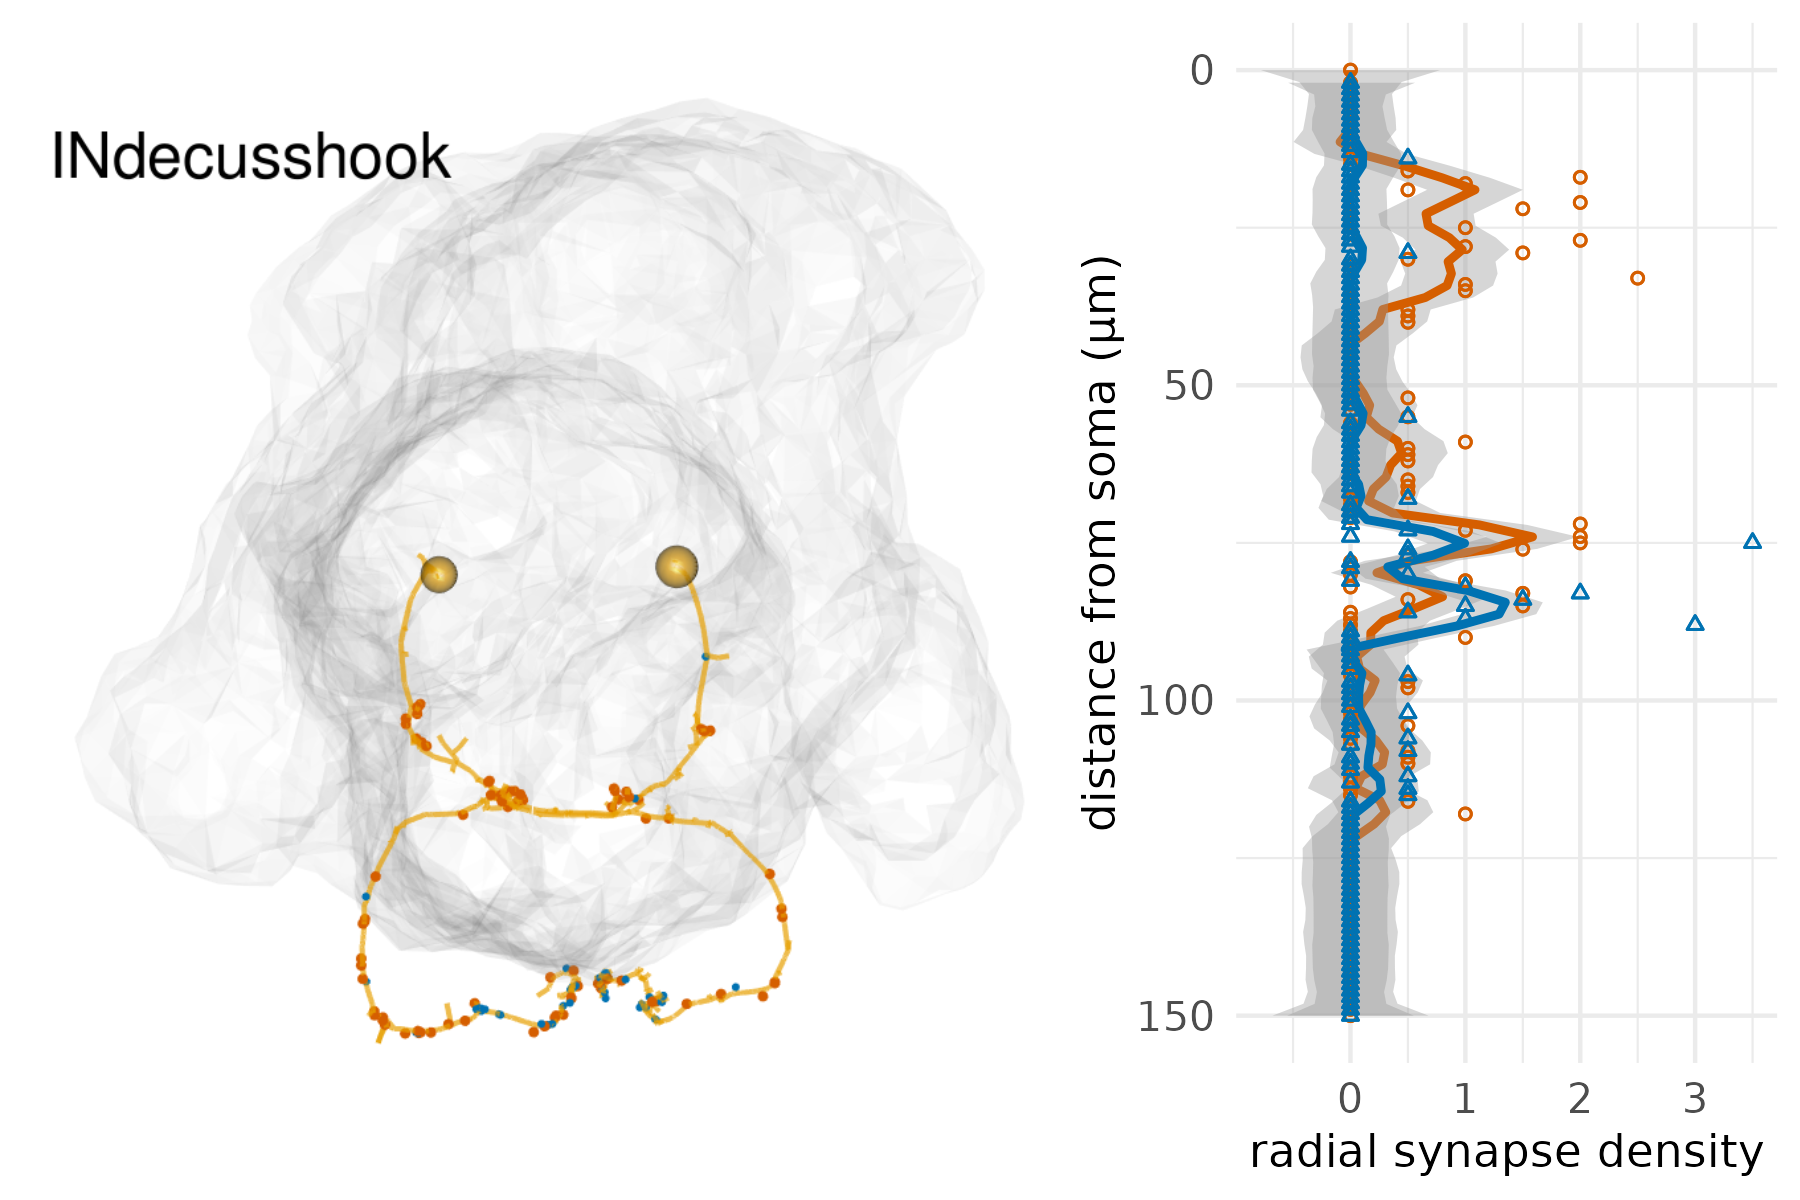 INdecusshook
distance from soma (µm)
0
50
100
150
0 1 2 3
radial synapse density